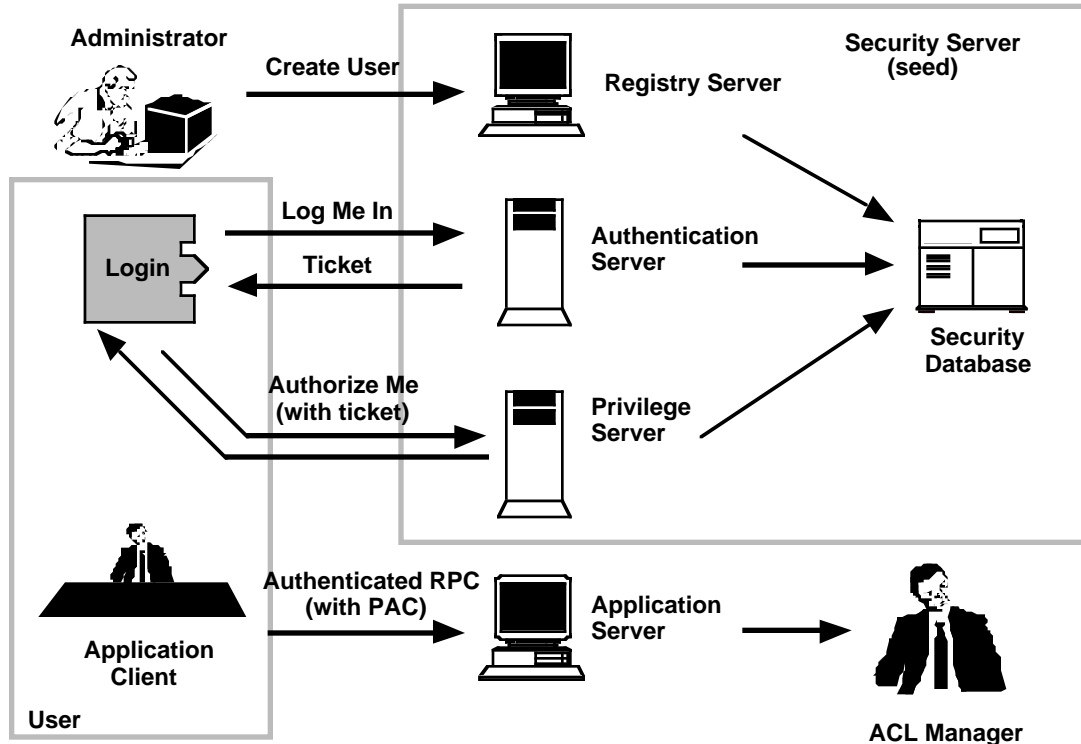 Administrator
Create User
Registry Server
Security Server
(seed)
Log Me In
Login
Ticket
Authentication
Server
Security
Database
Authorize Me
(with ticket)
Privilege
Server
Authenticated RPC
(with PAC)
Application
Server
Application
Client
User
ACL Manager